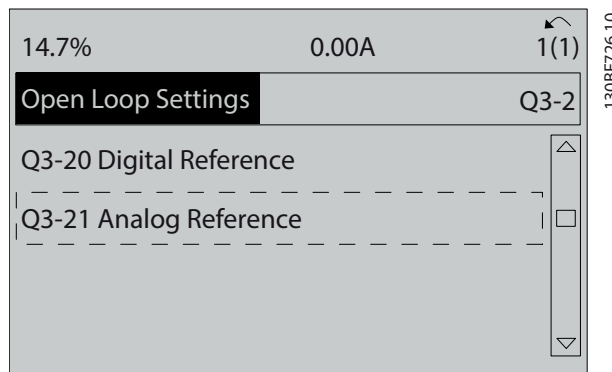 14.7% 0.00A 1(1)
Open Loop Settings Q3-2
Q3-20 Digital Reference
Q3-21 Analog Reference
130BF726.10